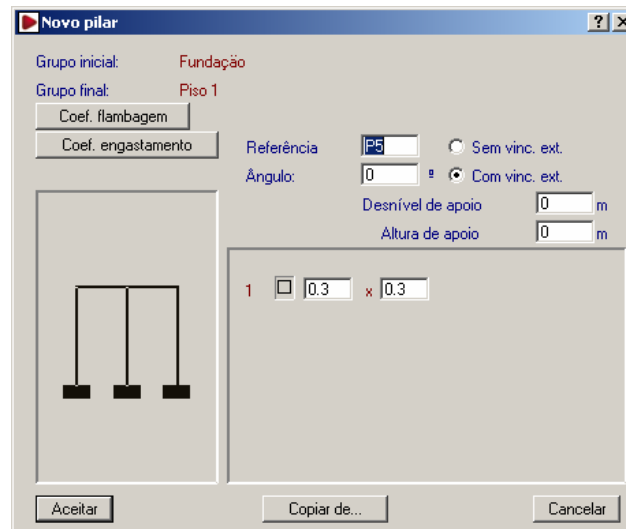 Novo pilar
Grupo inicial: Fundação
Grupo final: Piso 1
Coef. flambagem
Coef. engastamento
Referência P5 Sem vinc. ext.
Ângulo: 0 º Com vinc. ext.
Desnível de apoio 0 m
Altura de apoio 0 m
1 0.3 x 0.3
Aceitar Copiar de... Cancelar